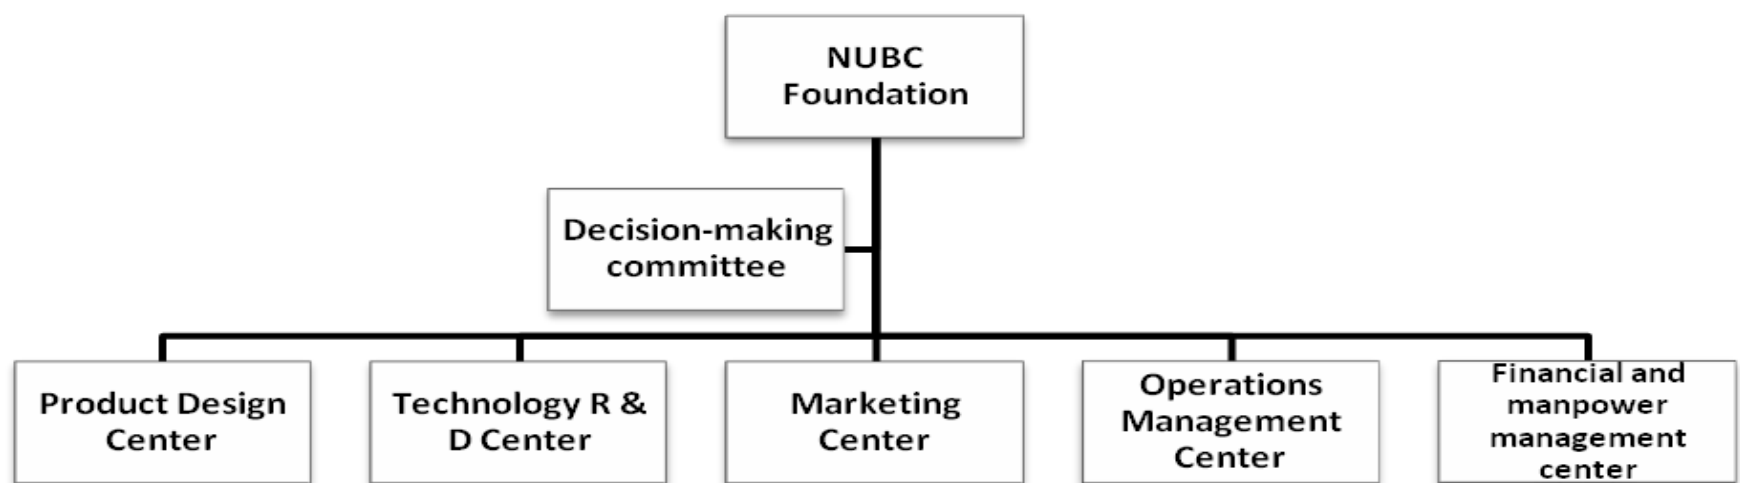 NUBC
Foundation
Decision-making
committee
Product Design
Center
Technology R &
D Center
Marketing
Center
Operations
Management
Center
Financial and
manpower
management
center